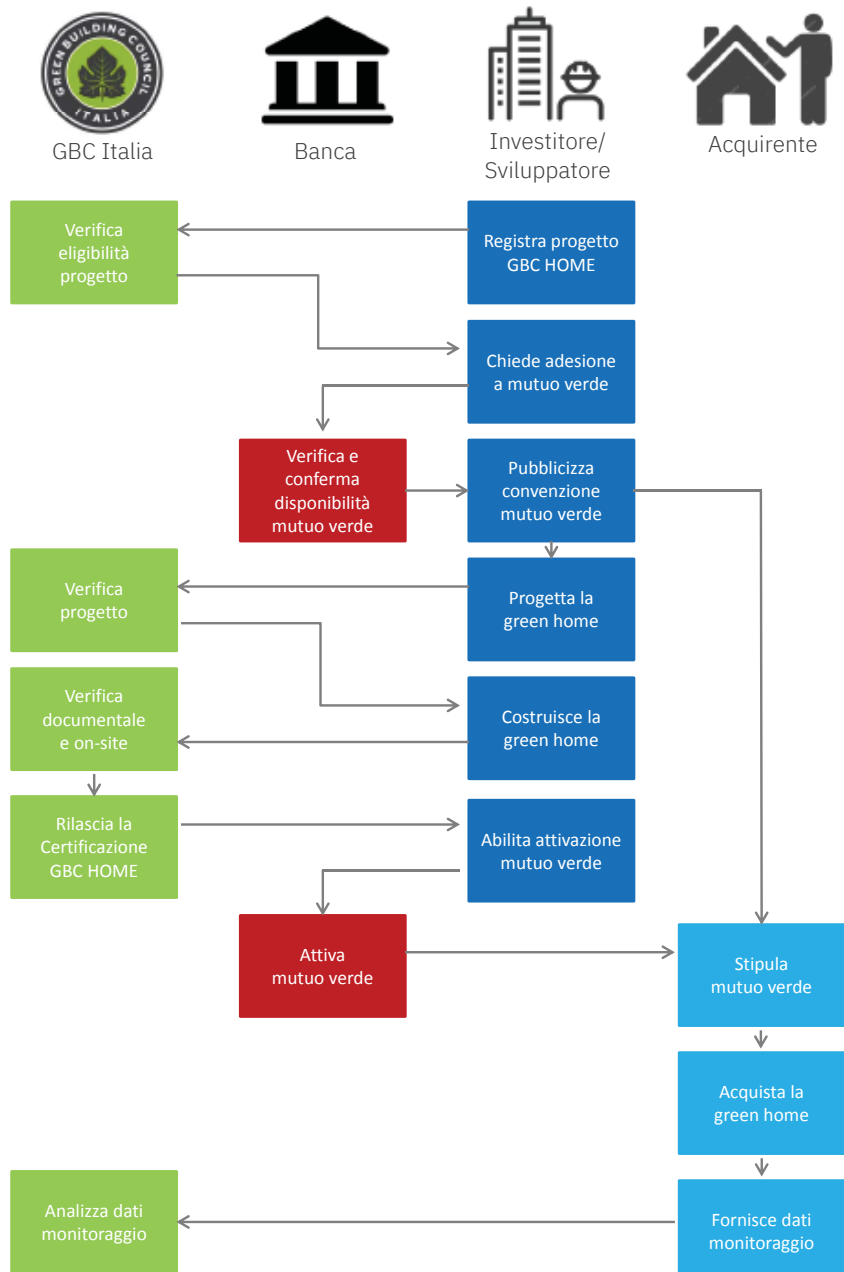 GREEN BUILDING COUNCIL
ITALIA
GBC Italia
Banca
Investitore/
Sviluppatore
Acquirente
Verifica
eligibilità
progetto
Registra progetto
GBC HOME
Chiede adesione
a mutuo verde
Verifica e
conferma
disponibilità
mutuo verde
Pubblicizza
convenzione
mutuo verde
Verifica
progetto
Progetta la
green home
Verifica
documentale
e on-site
Costruisce la
green home
Rilascia la
Certificazione
GBC HOME
Abilita attivazione
mutuo verde
Attiva
mutuo verde
Stipula
mutuo verde
Acquista la
green home
Analizza dati
monitoraggio
Fornisce dati
monitoraggio